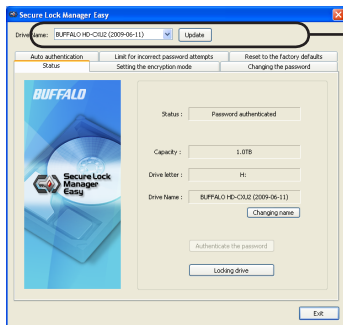 Secure Lock Manager Easy
Drive Name: BUFFALO HD-CXU2 (2009-06-11) Update
Auto authentication Limit for incorrect password attempts Reset to the factory defaults
Status Setting the encryption mode Changing the password
BUFFALO
Secure Lock
Manager
Easy
Status : Password authenticated
Capacity : 1.0TB
Drive letter : H:
Drive Name : BUFFALO HD-CXU2 (2009-06-11)
Changing name
Authenticate the password
Locking drive
Exit